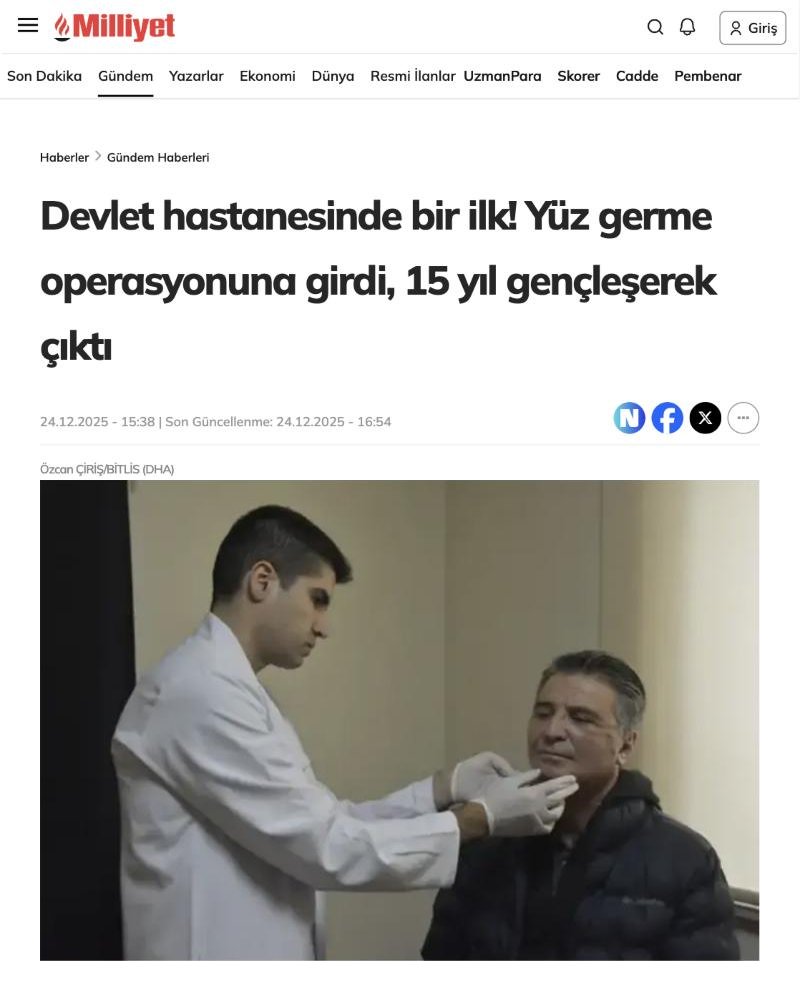 Milliyet
Giriş
Son Dakika Gündem Yazarlar Ekonomi Dünya Resmi İlanlar UzmanPara Skorer Cadde Pembenar
Haberler > Gündem Haberleri
Devlet hastanesinde bir ilk! Yüz germe
operasyonuna girdi, 15 yıl gençleşerek
çıktı
24.12.2025 - 15:38 | Son Güncellenme: 24.12.2025 - 16:54
Özcan ÇİRİŞ/BİTLİS (DHA)